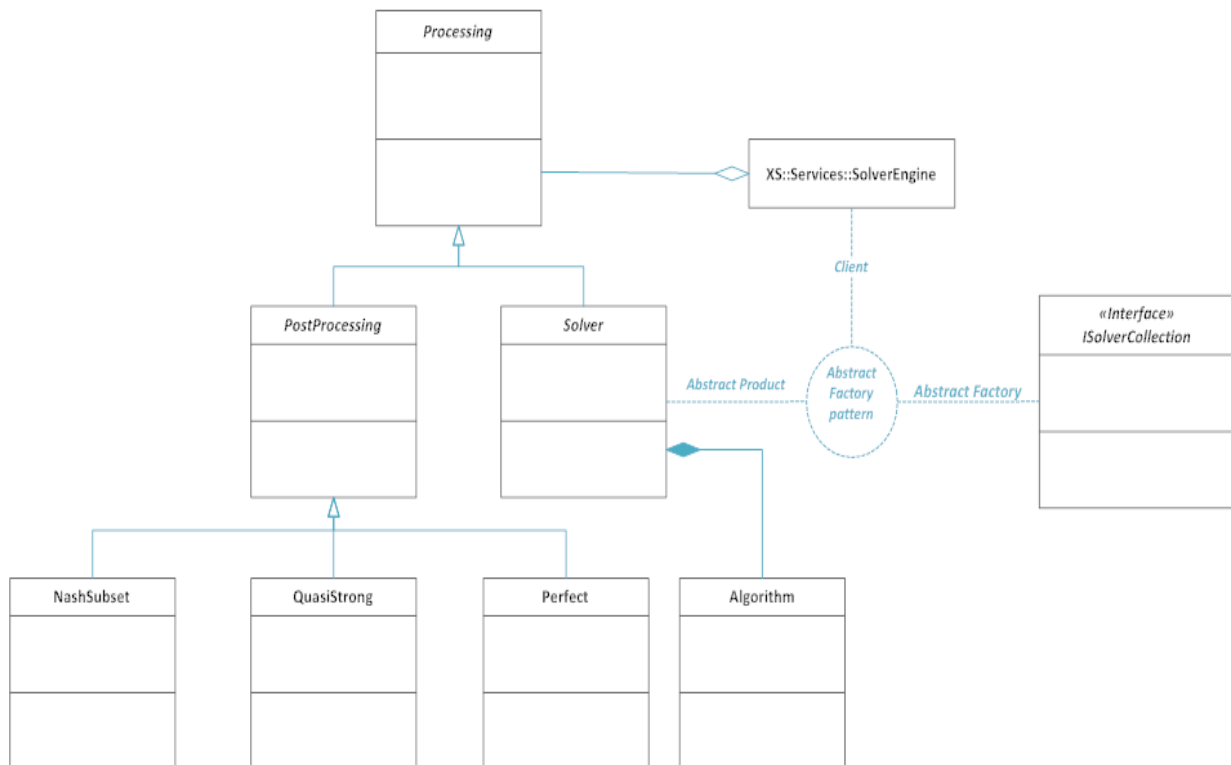 Processing
XS::Services::SolverEngine
Client
PostProcessing
Solver
«Interface»
ISolverCollection
Abstract Product
Abstract
Factory
pattern
Abstract Factory
NashSubset
QuasiStrong
Perfect
Algorithm